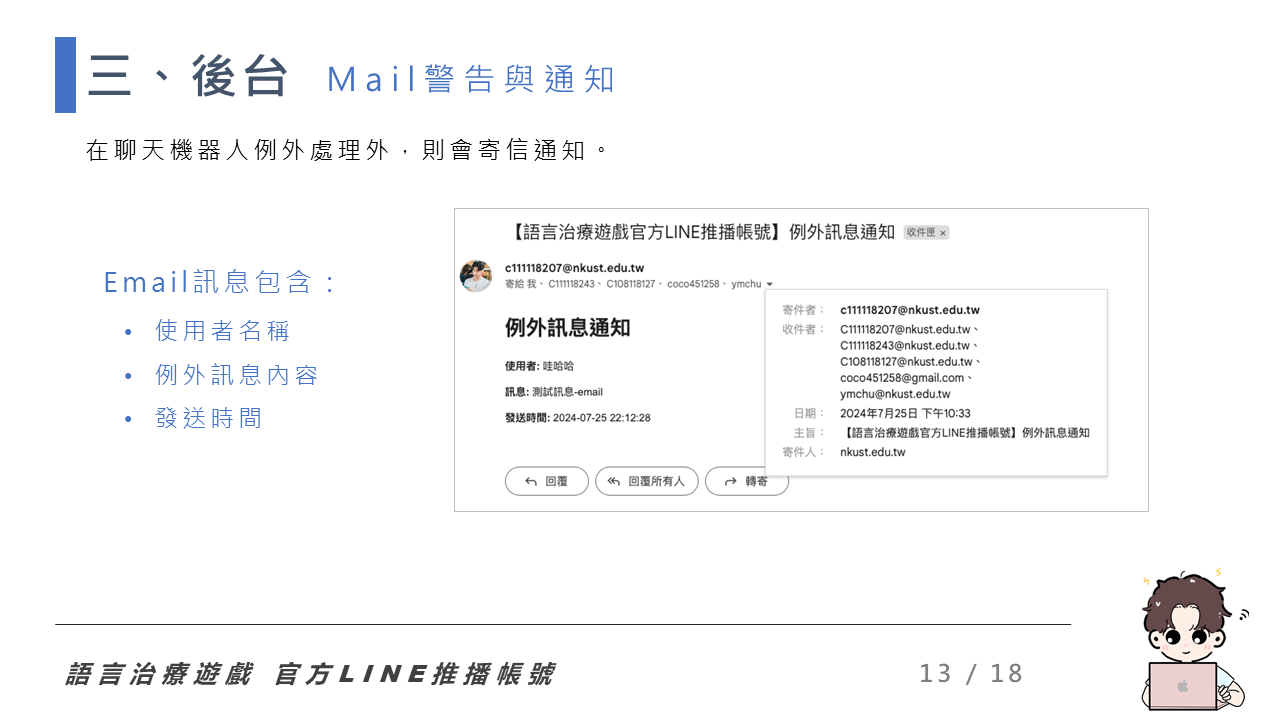 三、後台 Mail警告與通知
在聊天機器人例外處理外，則會寄信通知。
Email訊息包含：
• 使用者名稱
• 例外訊息內容
• 發送時間
【語言治療遊戲官方LINE推播帳號】例外訊息通知 收件匣 ×
c111118207@nkust.edu.tw
寄給 我、 C111118243、 C108118127、 coco451258、 ymchu
例外訊息通知
使用者: 哇哈哈
訊息: 測試訊息-email
發送時間: 2024-07-25 22:12:28
回覆 回覆所有人 轉寄
寄件者： c111118207@nkust.edu.tw
收件者： C111118207@nkust.edu.tw、
C111118243@nkust.edu.tw、
C108118127@nkust.edu.tw、
coco451258@gmail.com、
ymchu@nkust.edu.tw
日期： 2024年7月25日 下午10:33
主旨： 【語言治療遊戲官方LINE推播帳號】例外訊息通知
寄件人： nkust.edu.tw
語言治療遊戲 官方LINE推播帳號
13 / 18